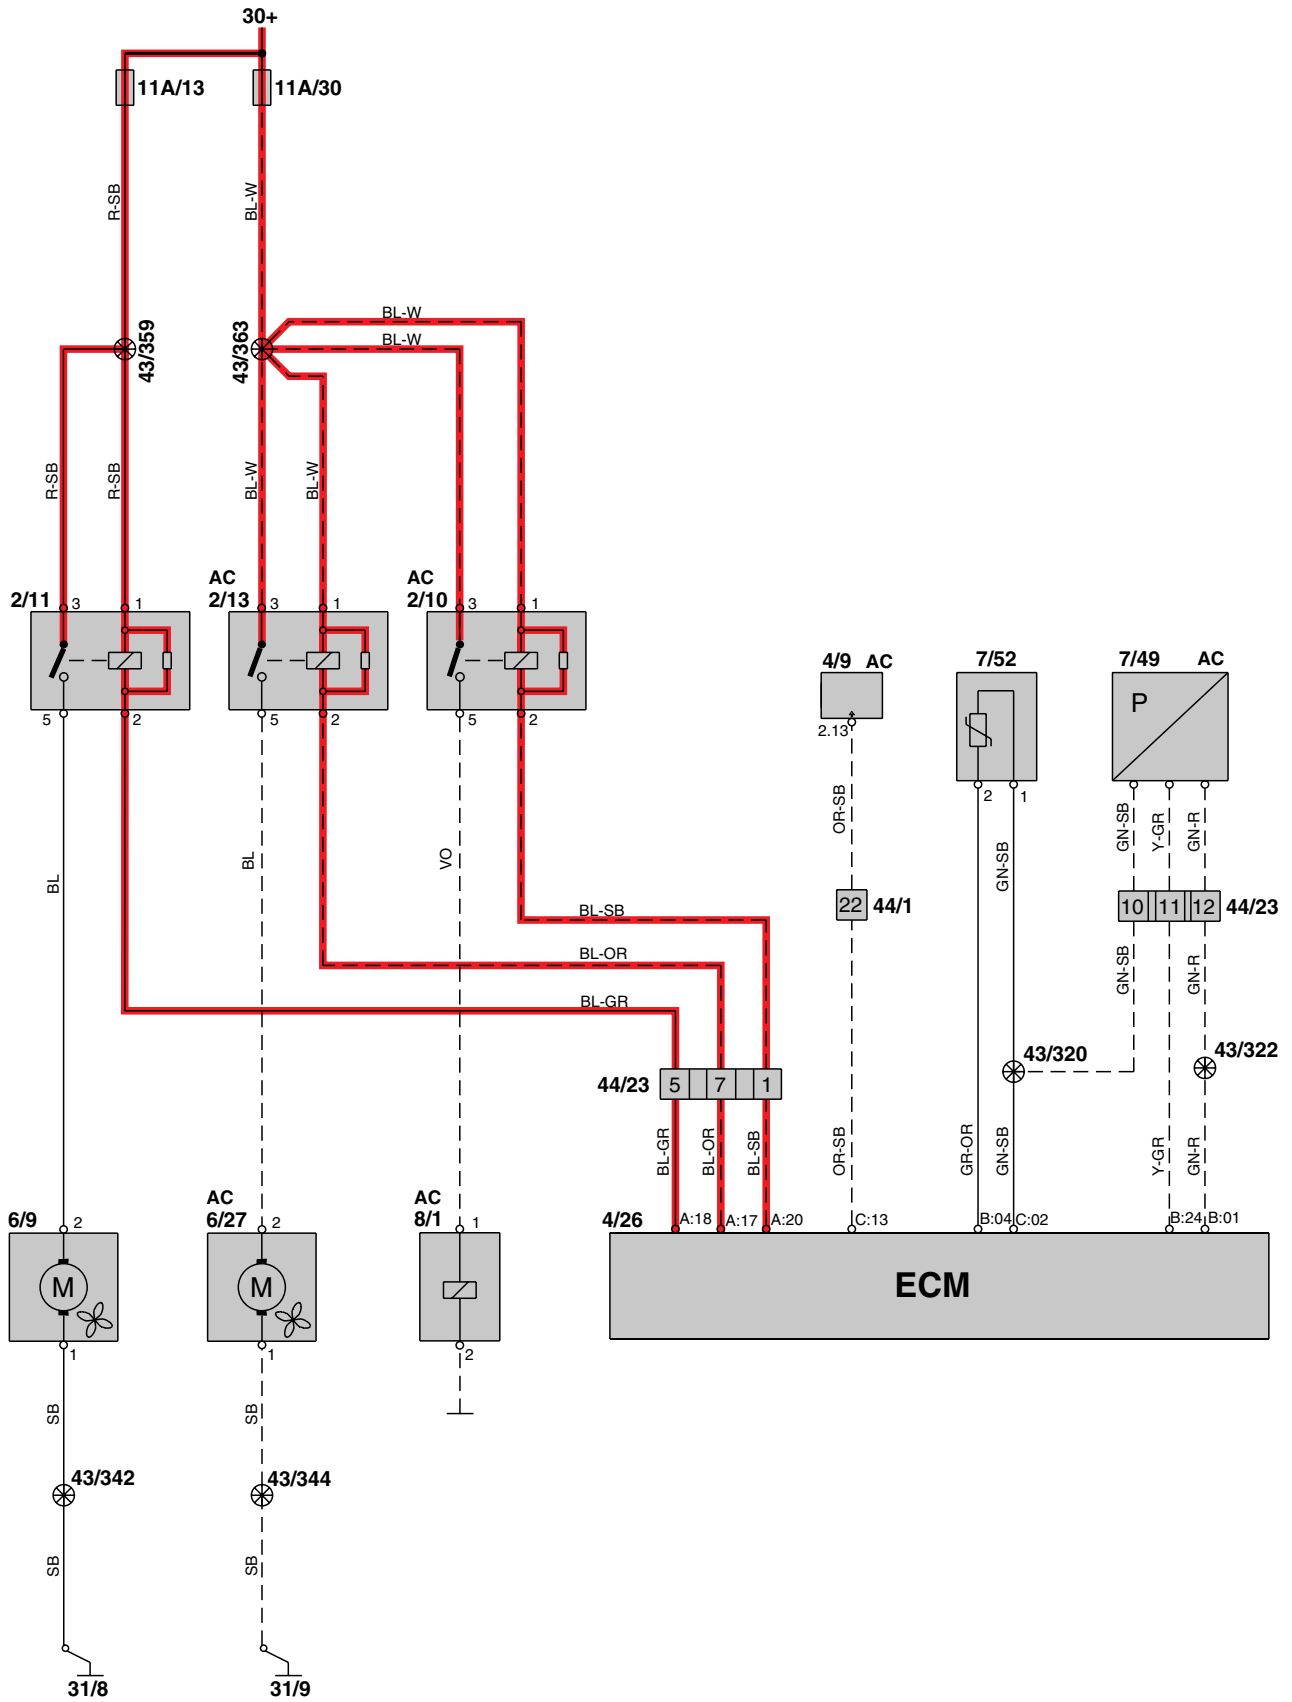 30+
11A/13
11A/30
R-SB
BL-W
BL-W
BL-W
43/359
43/363
R-SB
R-SB
BL-W
BL-W
AC
AC
2/11
3
1
2/13
3
1
2/10
3
1
4/9 AC
7/52
7/49 AC
P
5
2
5
2
5
2
2.13
2
1
OR-SB
GN-SB
Y-GR
GN-R
BL
BL
VO
GN-SB
BL-SB
22
44/1
10
11
12
44/23
BL-OR
GN-SB
GN-R
BL-GR
43/320
43/322
44/23
5
7
1
BL-GR
BL-OR
BL-SB
OR-SB
GR-OR
GN-SB
Y-GR
GN-R
AC
AC
6/9
2
6/27
2
8/1
1
4/26
A:18
A:17
A:20
C:13
B:04
C:02
B:24
B:01
M
M
ECM
1
1
2
SB
SB
43/342
43/344
SB
SB
31/8
31/9